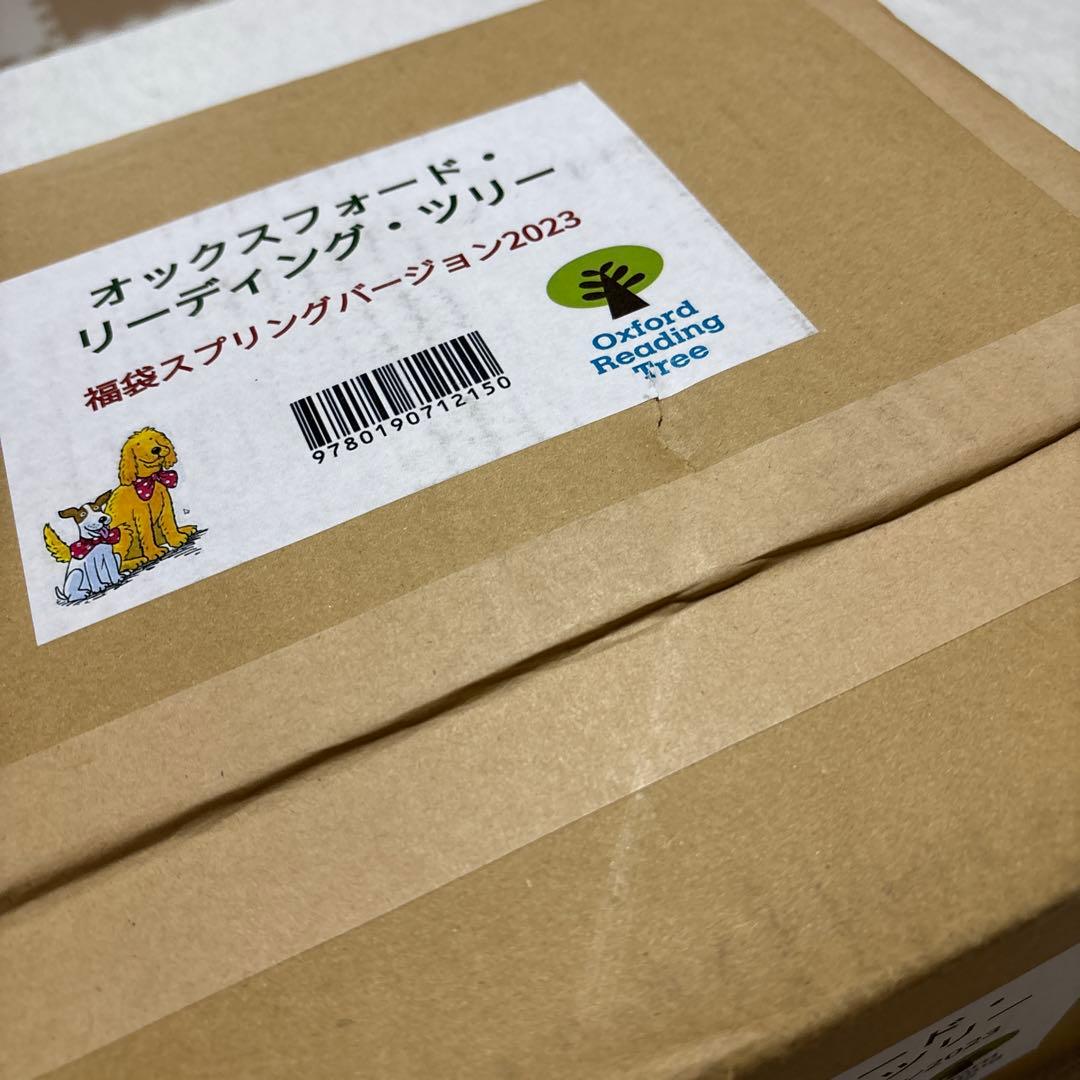 オックスフォード・
リーディング・ツリー
福袋スプリングバージョン2023
9780190712150
Oxford
Reading
Tree